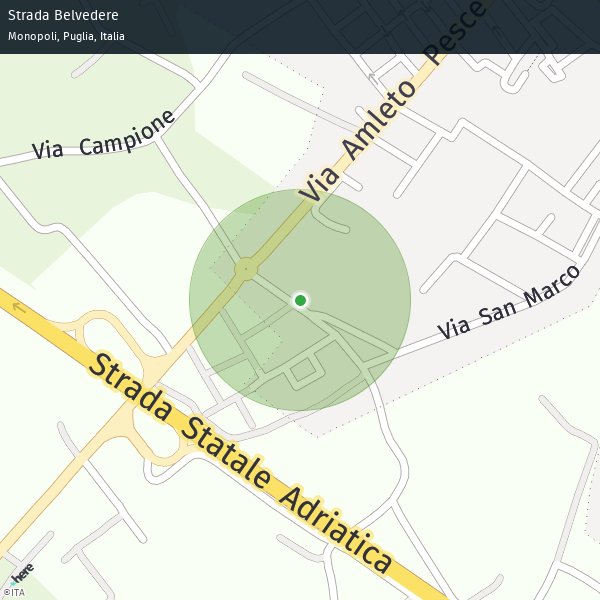 Strada Belvedere
Monopoli, Puglia, Italia
Via Amleto Pesce
Via Campione
Via San Marco
Strada Statale Adriatica
here
©ITA